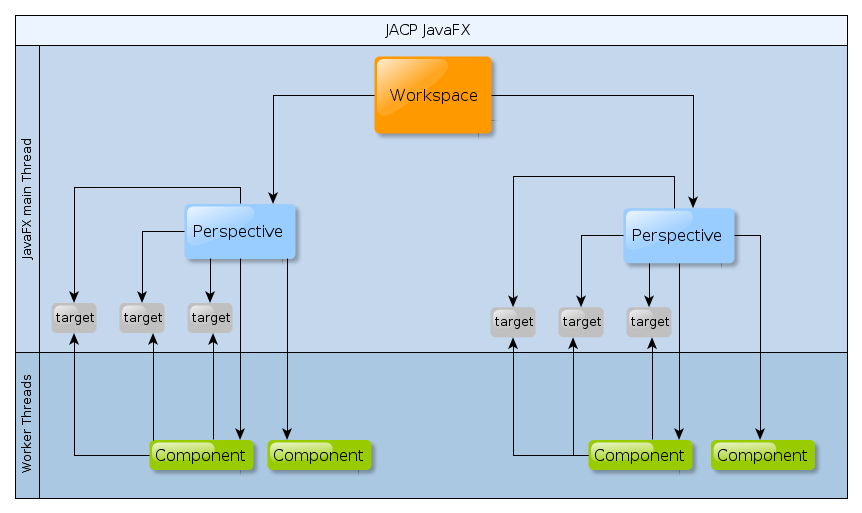 JACP JavaFX
JavaFX main Thread
Workspace
Perspective
Perspective
target
target
target
target
target
target
Worker Threads
Component
Component
Component
Component